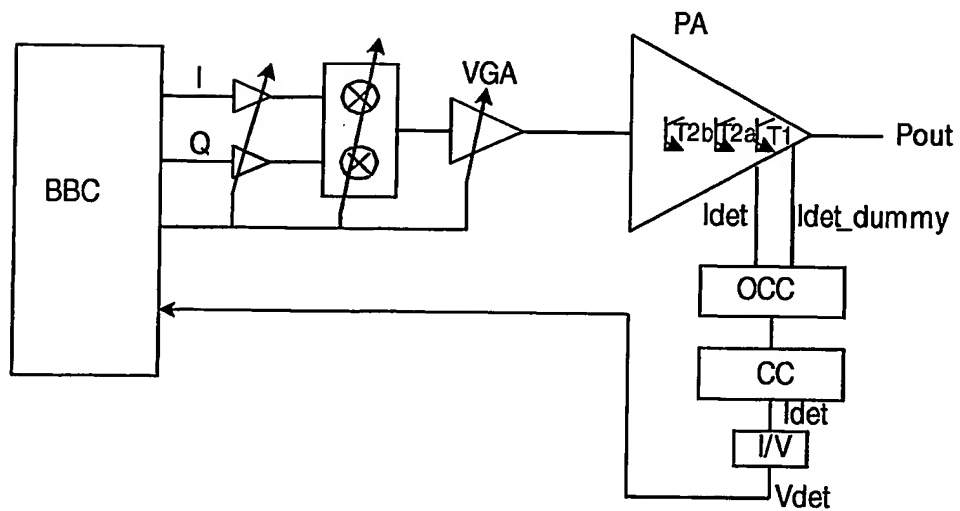 PA
I
VGA
T2b T2a T1
Pout
Q
BBC
Idet
Idet_dummy
OCC
CC
Idet
I/V
Vdet